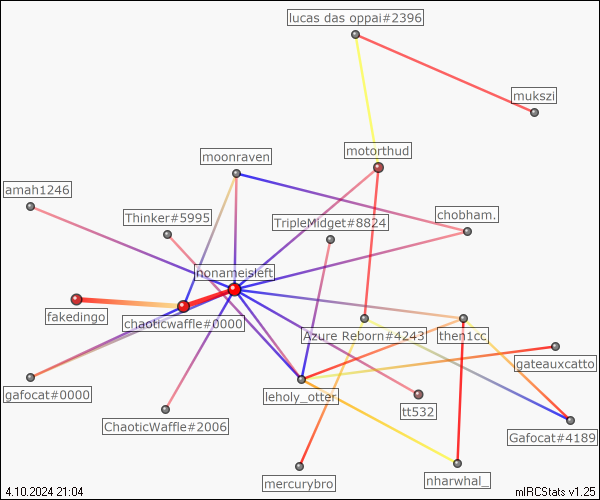 lucas das oppai#2396
mukszi
motorthud
moonraven
amah1246
Thinker#5995
TripleMidget#8824
chobham.
nonameisleft
fakedingo
chaoticwaffle#0000
Azure Reborn#4243
then1cc
gateauxcatto
gafocat#0000
leholy_otter
tt532
ChaoticWaffle#2006
Gafocat#4189
mercurybro
nharwhal_
4.10.2024 21:04
mIRCStats v1.25